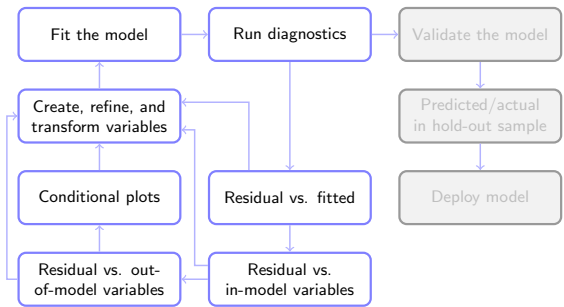 Fit the model
Run diagnostics
Validate the model
Create, refine, and
transform variables
Predicted/actual
in hold-out sample
Conditional plots
Residual vs. fitted
Deploy model
Residual vs. out-
of-model variables
Residual vs.
in-model variables